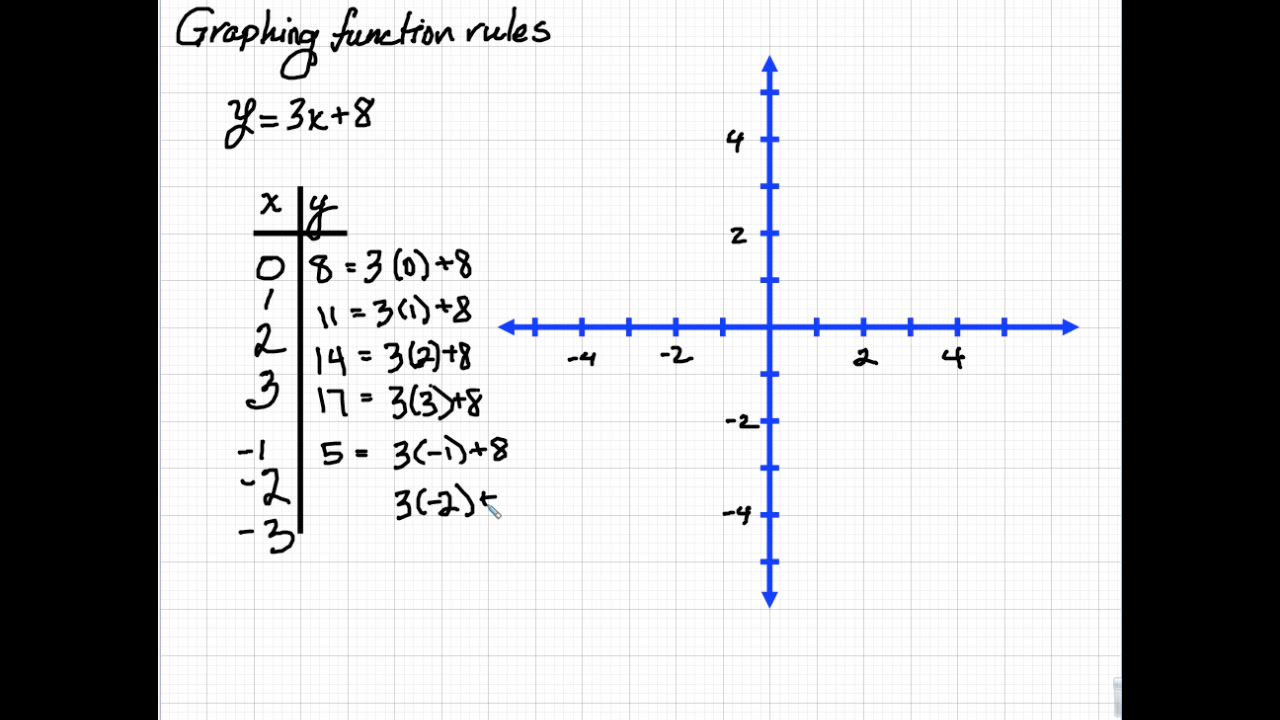 Graphing function rules
y = 3x + 8
x y
0 8 = 3(0) + 8
1 11 = 3(1) + 8
2 14 = 3(2) + 8
3 17 = 3(3) + 8
-1 5 = 3(-1) + 8
-2 3(-2) +
-3
4
2
-4 -2 2 4
-2
-4